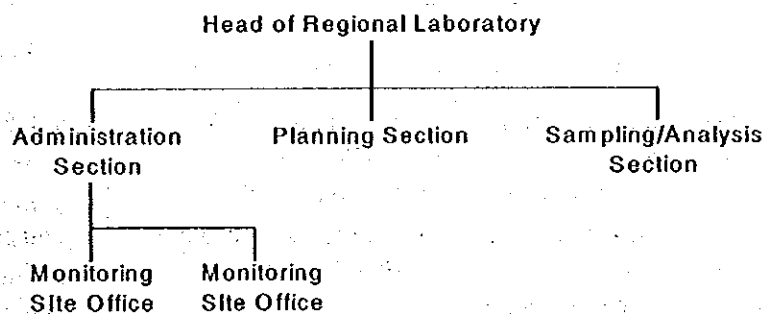 Head of Regional Laboratory
Administration
Section
Planning Section
Sampling/Analysis
Section
Monitoring
Site Office
Monitoring
Site Office